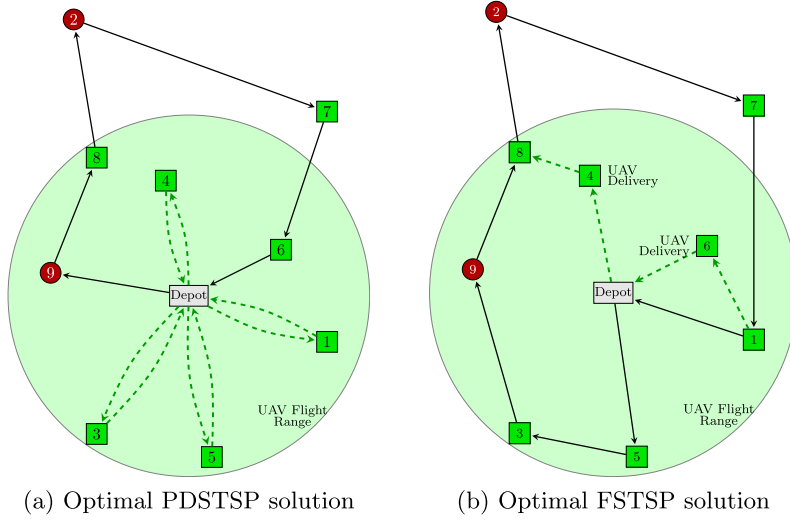 2
7
8
4
6
9
Depot
1
UAV Flight
Range
3
5
(a) Optimal PDSTSP solution
2
7
8
4
UAV
Delivery
UAV
Delivery
6
9
Depot
1
UAV Flight
Range
3
5
(b) Optimal FSTSP solution